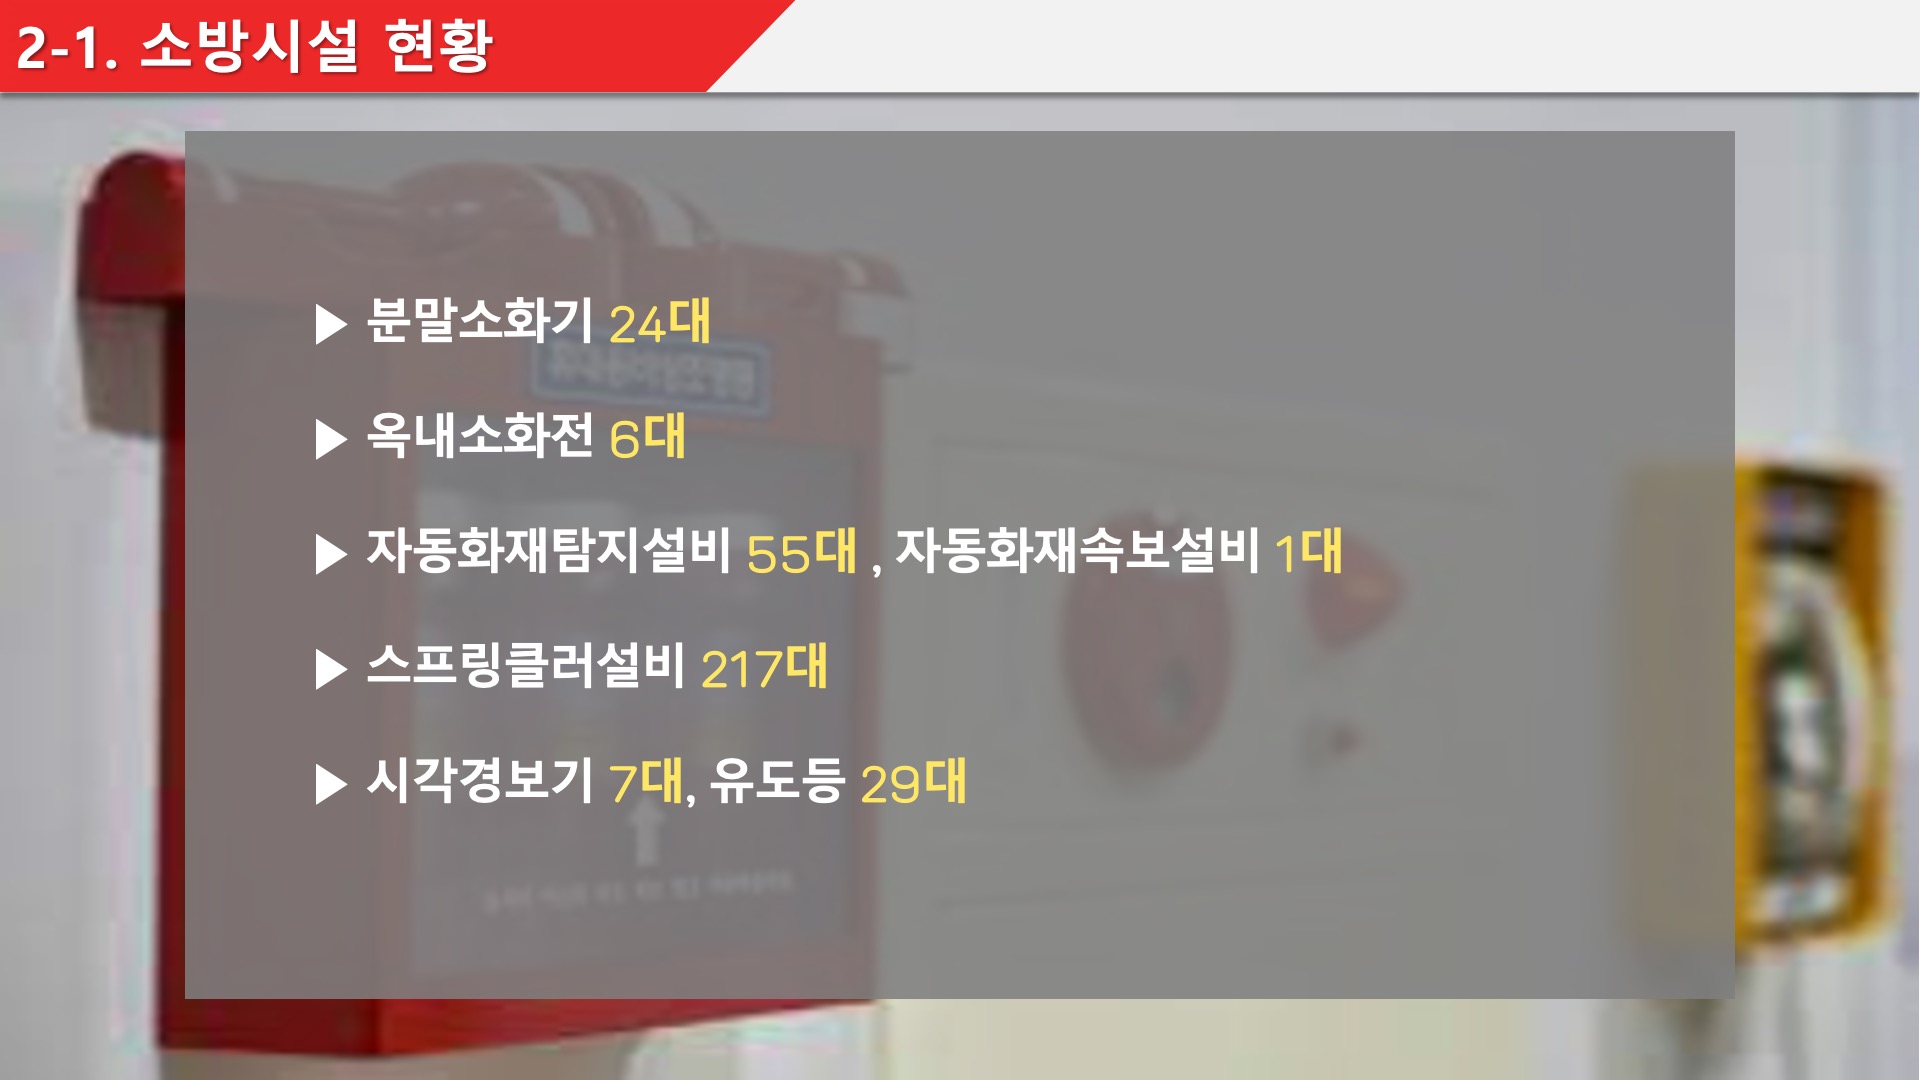 2-1. 소방시설 현황
▶ 분말소화기 24대
▶ 옥내소화전 6대
▶ 자동화재탐지설비 55대 , 자동화재속보설비 1대
▶ 스프링클러설비 217대
▶ 시각경보기 7대, 유도등 29대